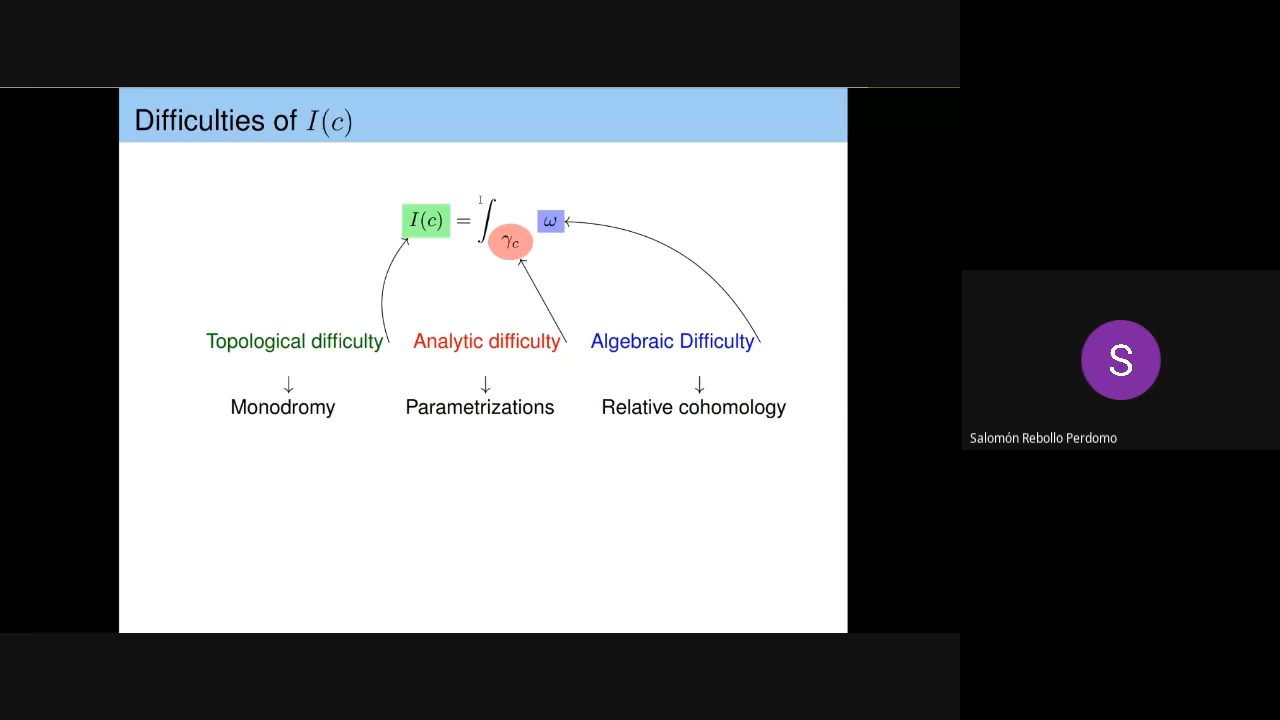 Difficulties of I(c)
I(c) = ∫γc ω
Topological difficulty Analytic difficulty Algebraic Difficulty
↓ ↓ ↓
Monodromy Parametrizations Relative cohomology
S
Salomón Rebollo Perdomo